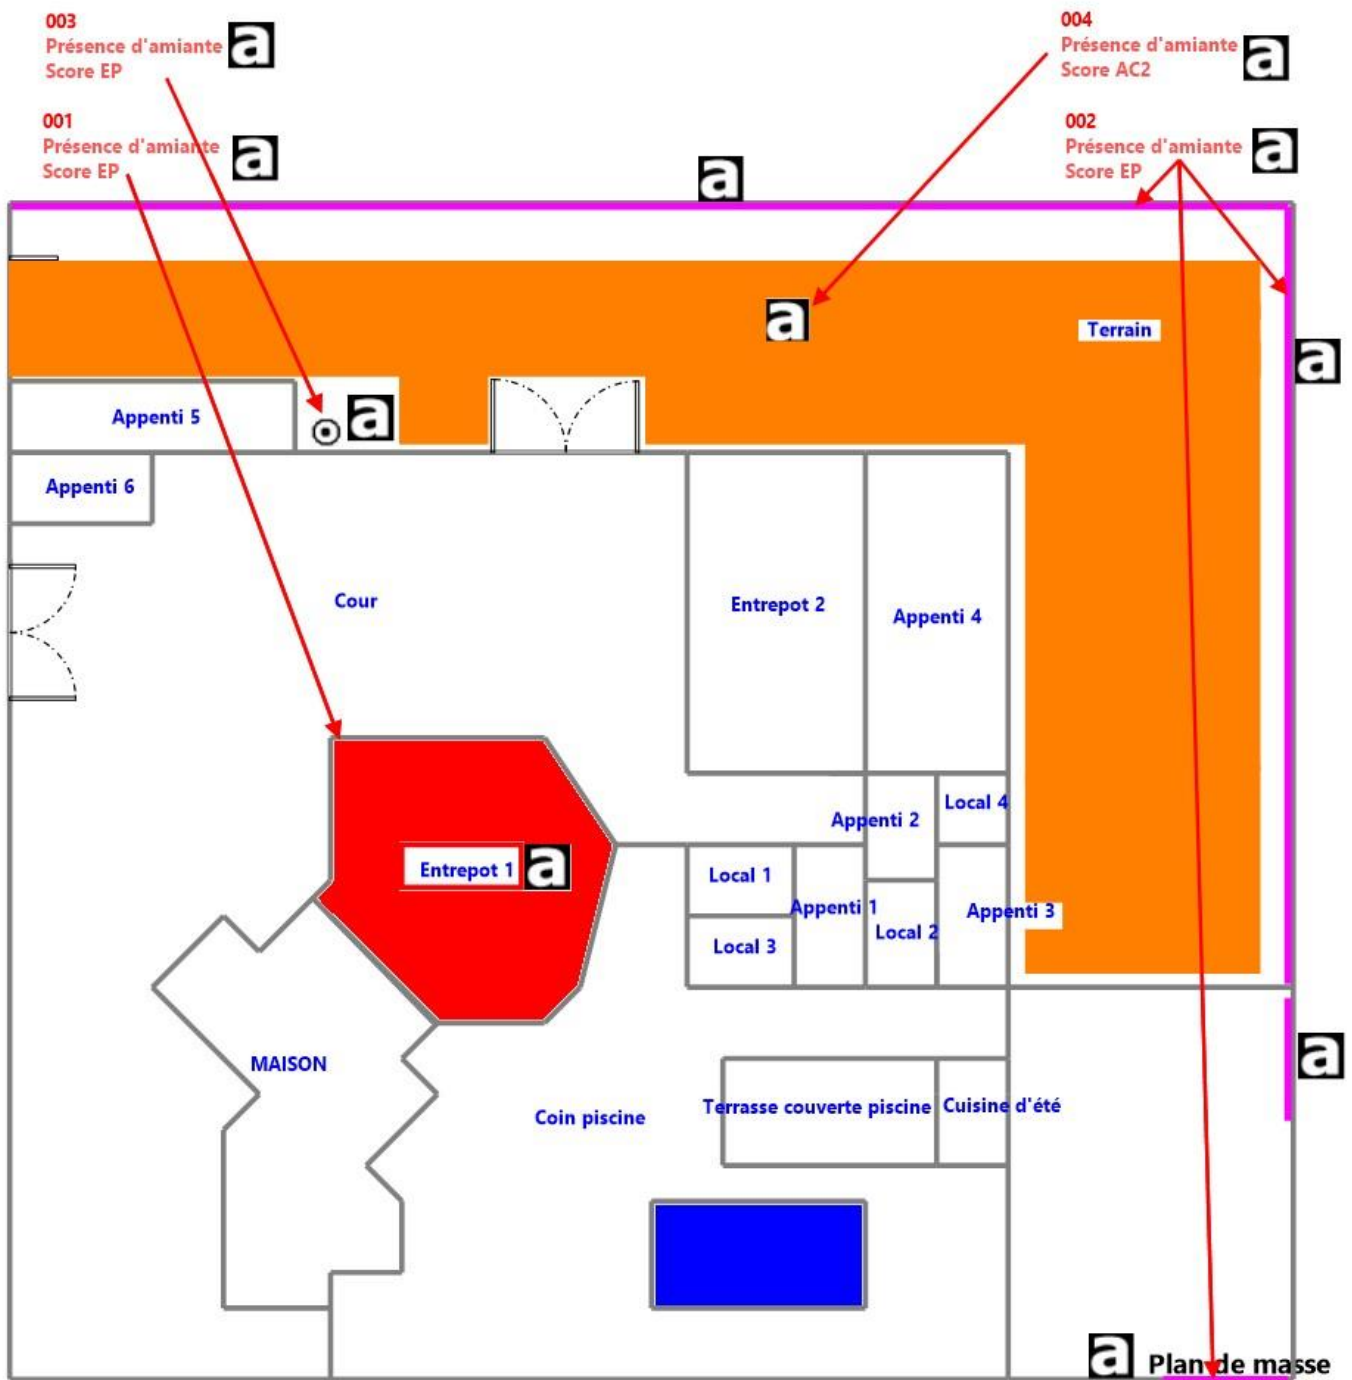 003
Présence d'amiante a
Score EP
004
Présence d'amiante a
Score AC2
001
Présence d'amiante a
Score EP
002
Présence d'amiante a
Score EP
a
a
Terrain
a
Appenti 5
a
Appenti 6
Cour
Entrepot 2
Appenti 4
Local 4
Appenti 2
Entrepot 1 a
Local 1
Appenti 1
Appenti 3
Local 2
Local 3
MAISON
a
Terrasse couverte piscine
Cuisine d'été
Coin piscine
a Plan de masse